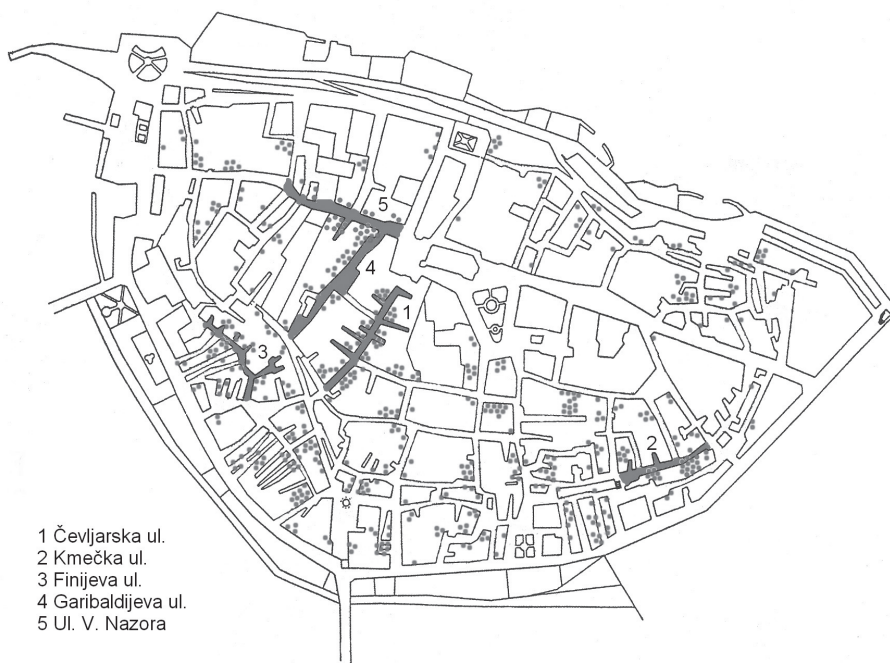 5
4
1
3
2
1 Čevljarska ul.
2 Kmečka ul.
3 Finijeva ul.
4 Garibaldijeva ul.
5 Ul. V. Nazora